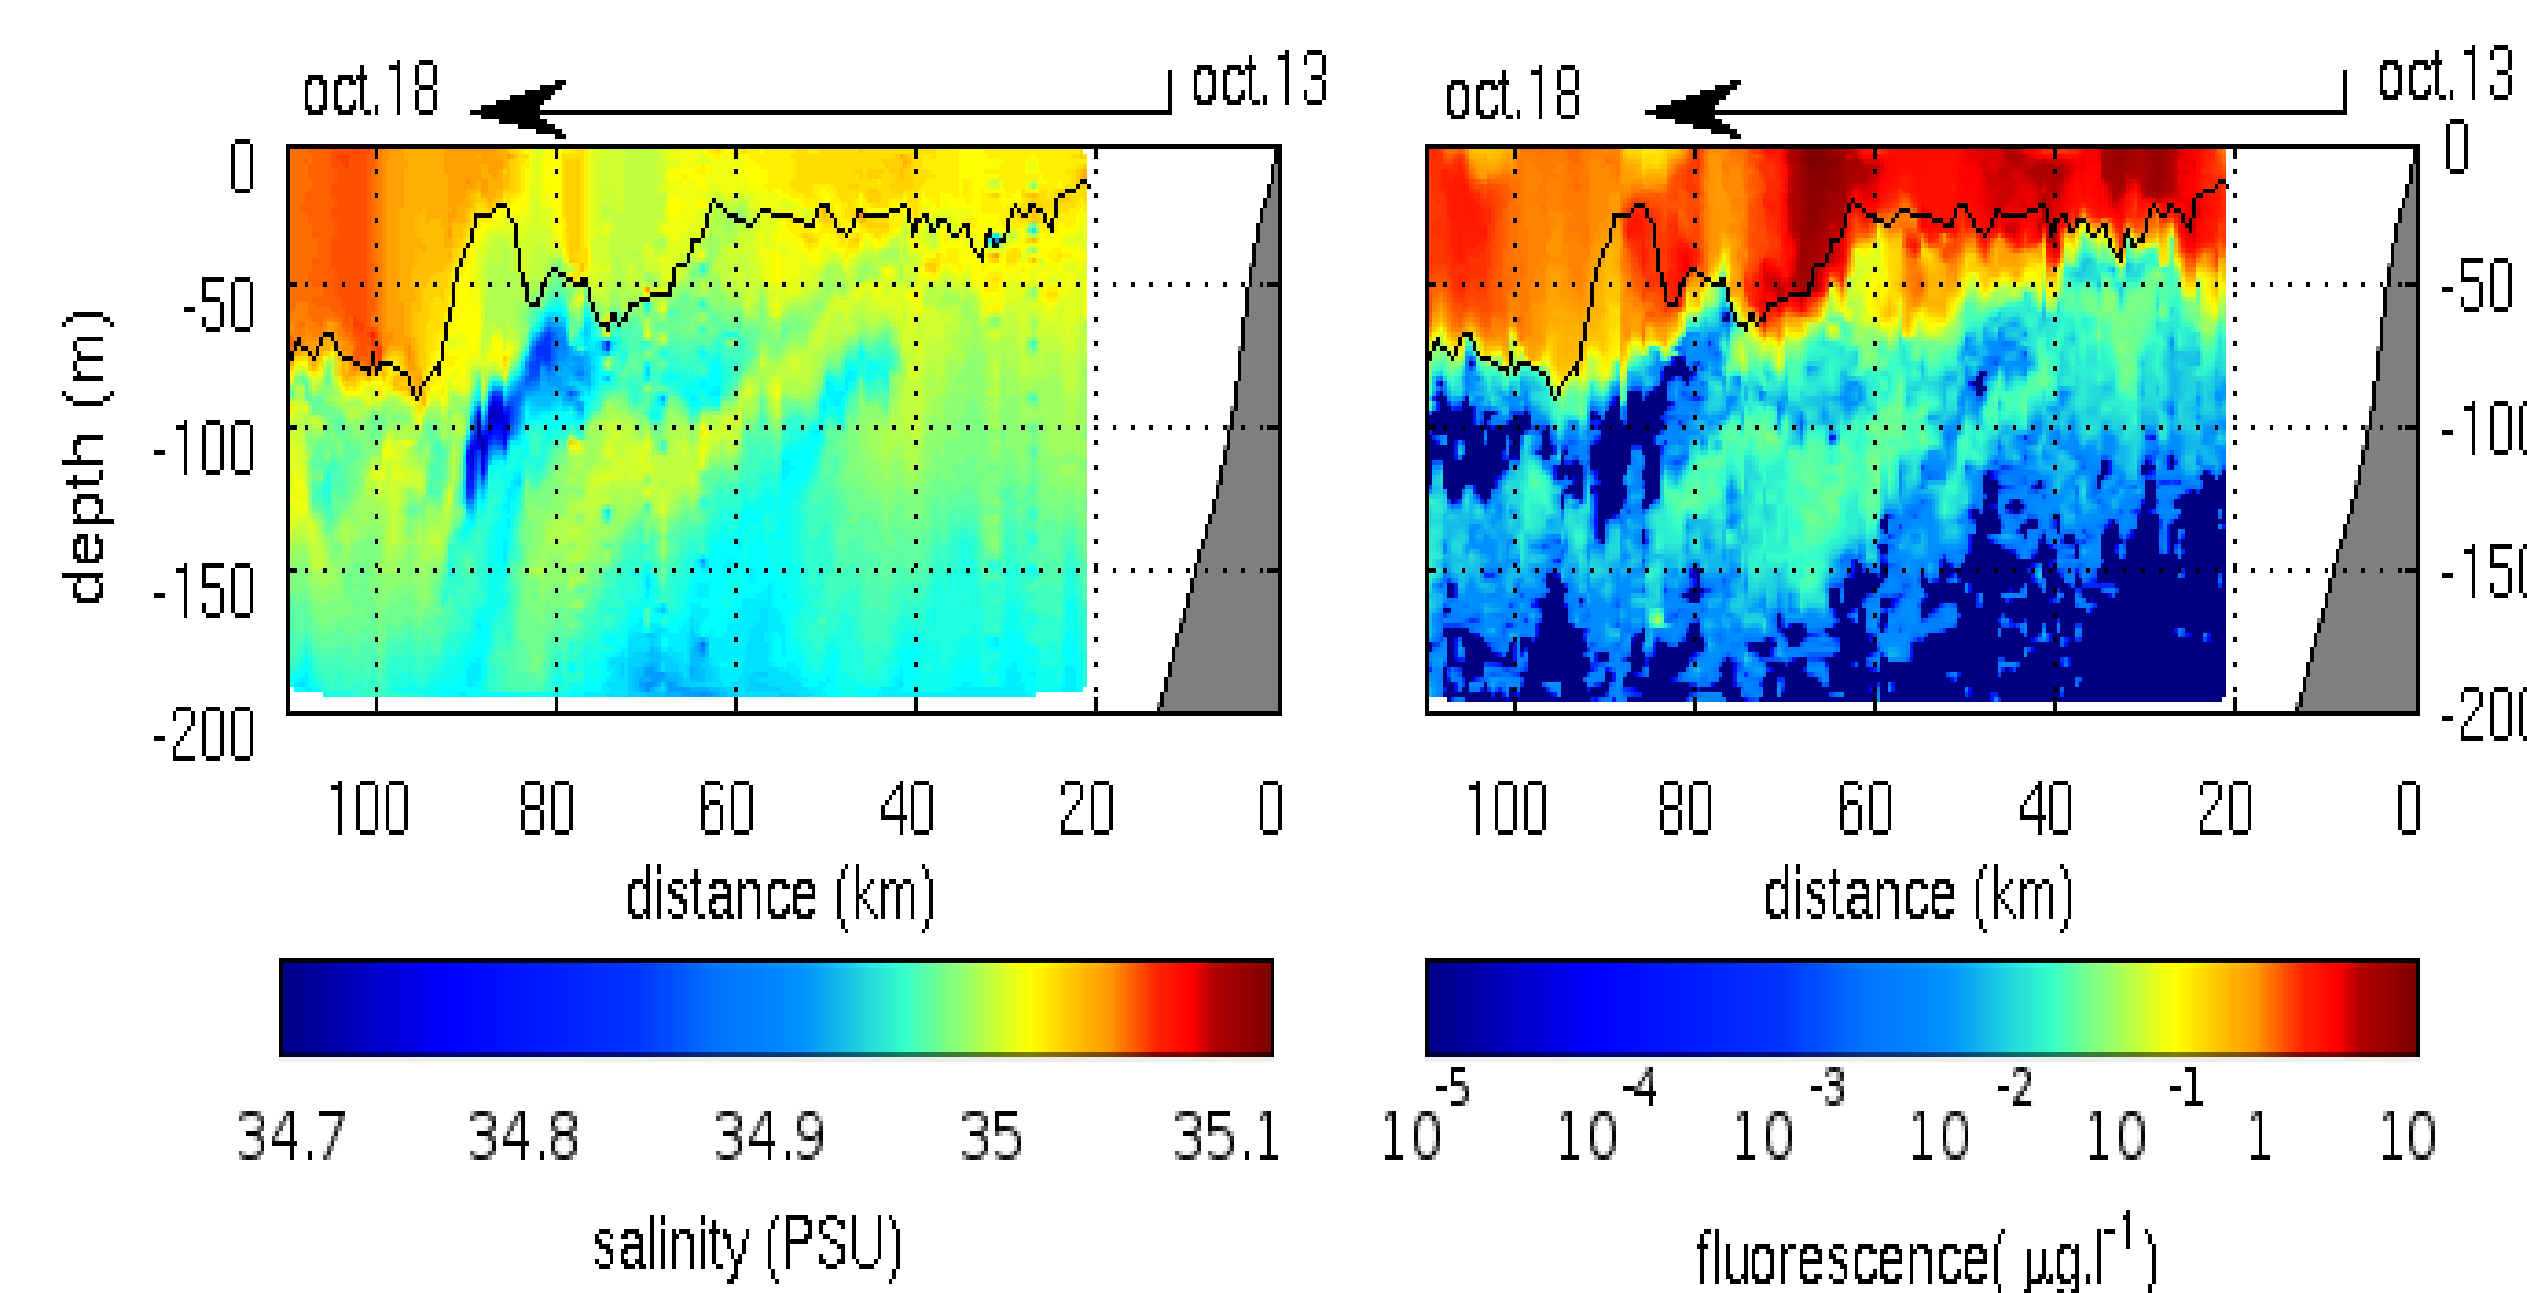 oct.18 oct.13 oct.18 oct.13
0 0
-50 -50
depth (m)
-100 -100
-150 -150
-200 -200
100 80 60 40 20 0 100 80 60 40 20 0
distance (km) distance (km)
34.7 34.8 34.9 35 35.1 10^-5 10^-4 10^-3 10^-2 10^-1 1 10
salinity (PSU) fluorescence( µg.l^-1)